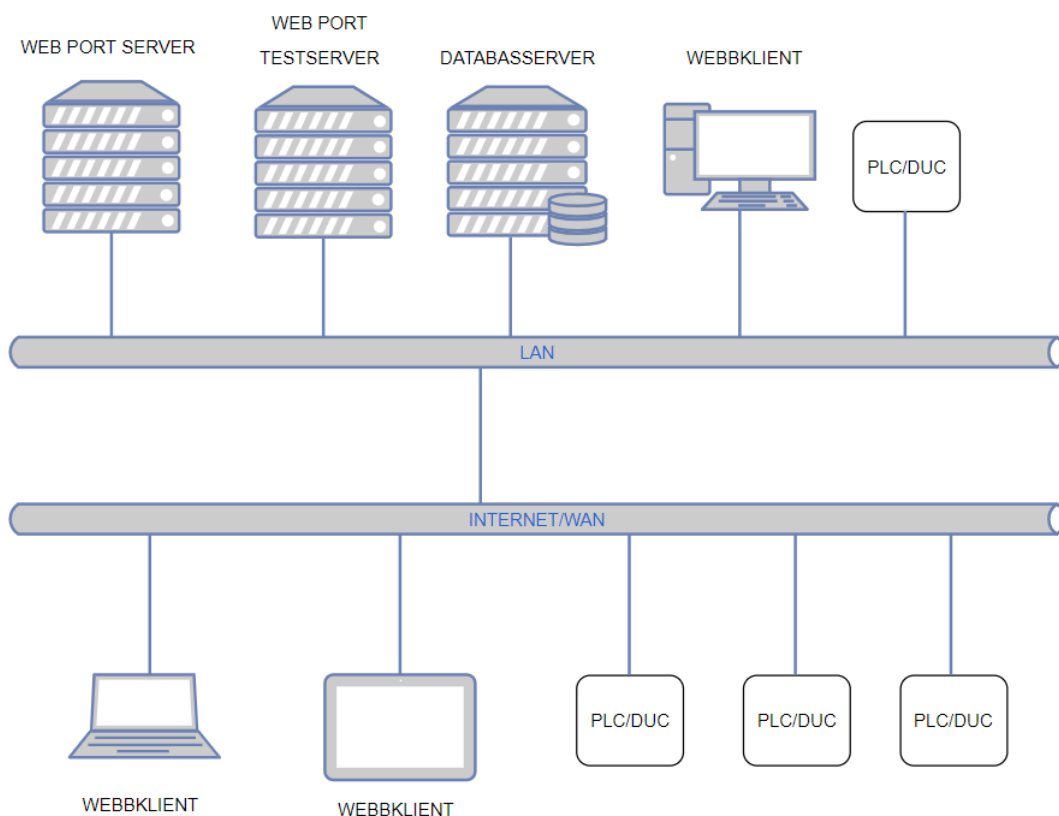 WEB PORT SERVER
WEB PORT
TESTSERVER
DATABASSERVER
WEBBKLIENT
PLC/DUC
LAN
INTERNET/WAN
PLC/DUC
PLC/DUC
PLC/DUC
WEBBKLIENT
WEBBKLIENT